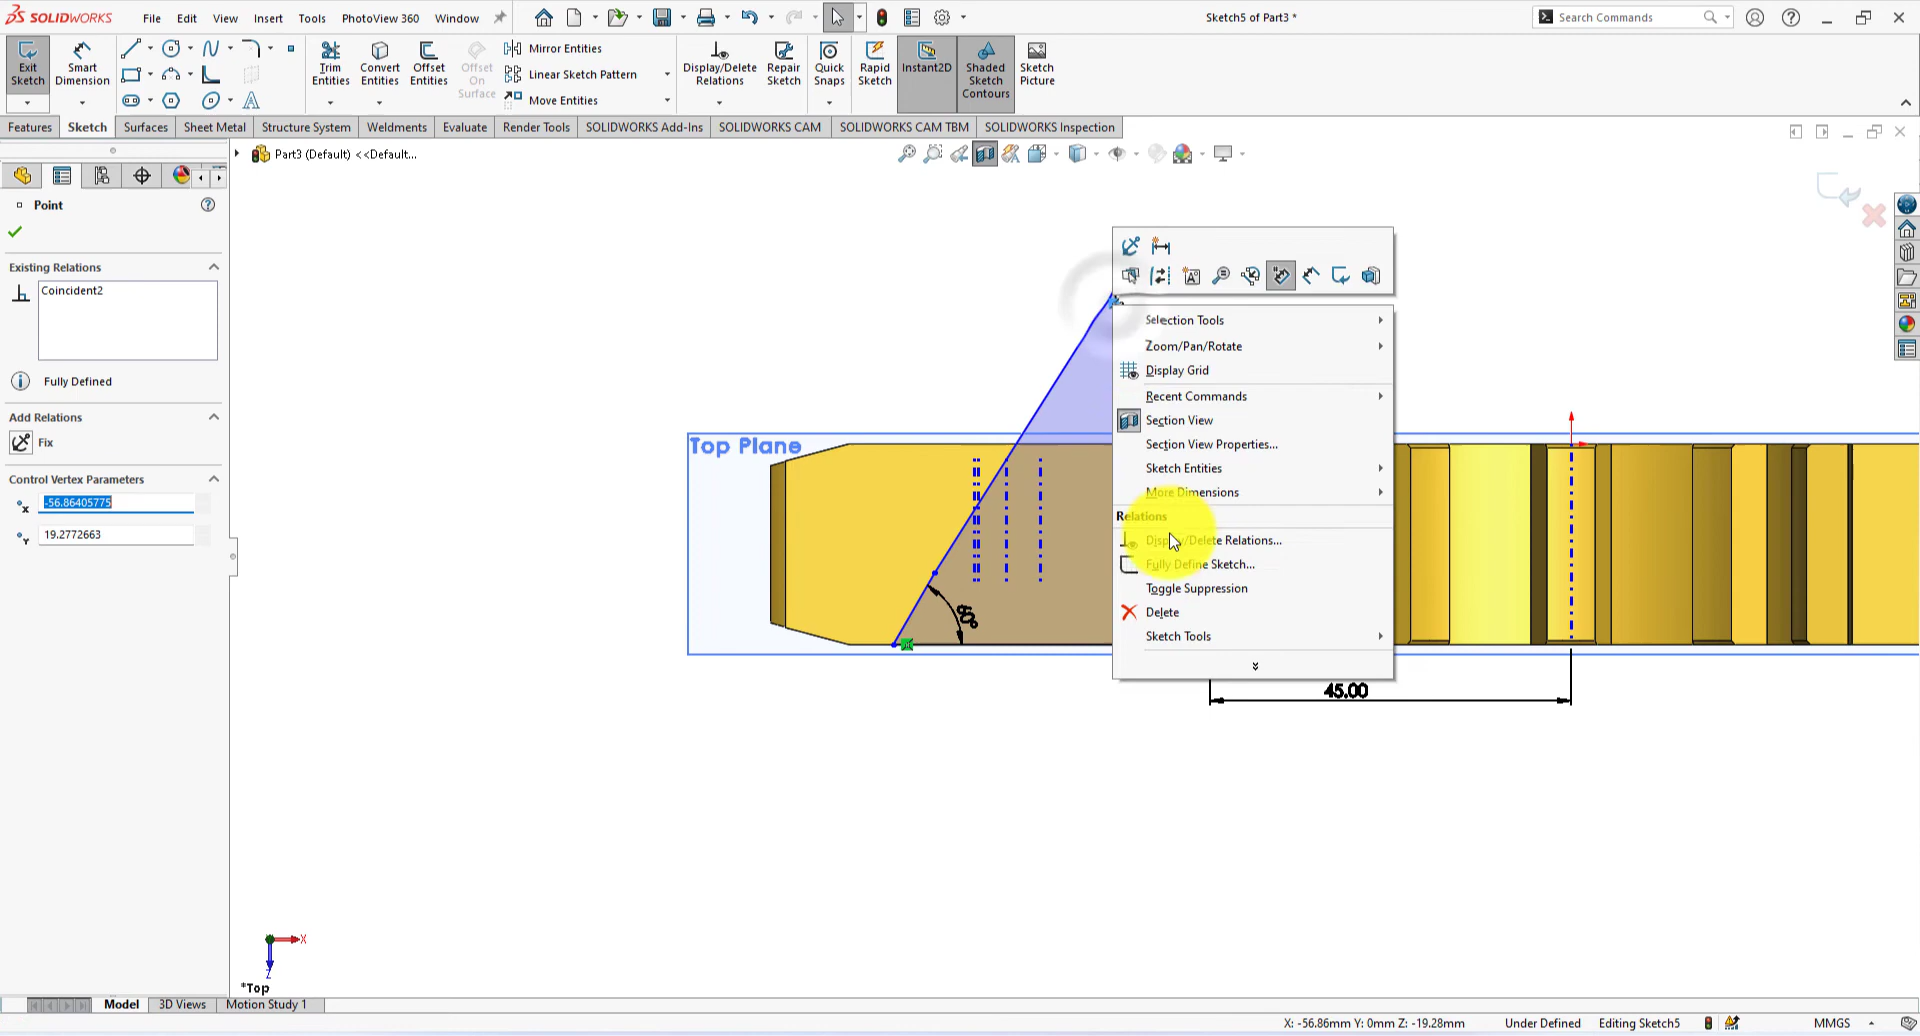 SOLIDWORKS
File
Edit
View
Insert
Tools
PhotoView 360
Window
Sketch5 of Part3 *
Search Commands
Exit Sketch
Smart Dimension
Trim Entities
Convert Entities
Offset Entities
Offset On Surface
Mirror Entities
Linear Sketch Pattern
Move Entities
Display/Delete Relations
Repair Sketch
Quick Snaps
Rapid Sketch
Instant2D
Shaded Sketch Contours
Sketch Picture
Features
Sketch
Surfaces
Sheet Metal
Structure System
Weldments
Evaluate
Render Tools
SOLIDWORKS Add-Ins
SOLIDWORKS CAM
SOLIDWORKS CAM TBM
SOLIDWORKS Inspection
Part3 (Default) <<Default...
Point
Existing Relations
Coincident2
Fully Defined
Add Relations
Fix
Control Vertex Parameters
-56.86405775
19.2772663
Top Plane
Selection Tools
Zoom/Pan/Rotate
Display Grid
Recent Commands
Section View
Section View Properties...
Sketch Entities
More Dimensions
Relations
Display/Delete Relations...
Fully Define Sketch...
Toggle Suppression
Delete
Sketch Tools
45.00
X
Z
*Top
Model
3D Views
Motion Study 1
X: -56.86mm Y: 0mm Z: -19.28mm
Under Defined
Editing Sketch5
MMGS